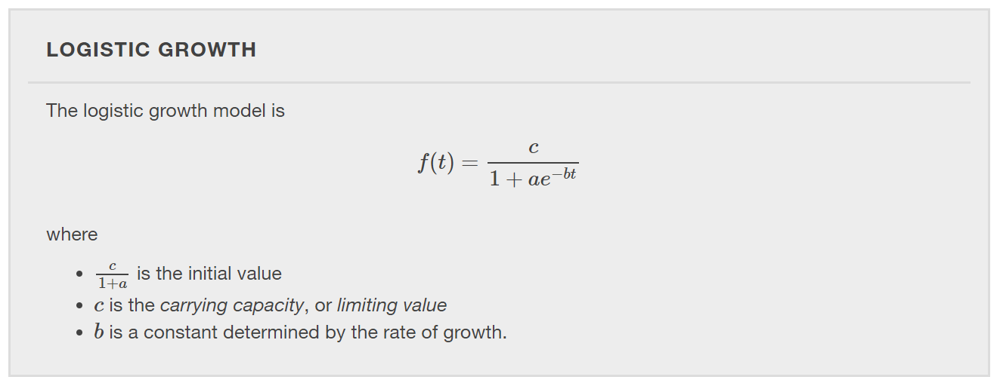 LOGISTIC GROWTH
The logistic growth model is
f(t) = \frac{c}{1 + ae^{-bt}}
where
• \frac{c}{1+a} is the initial value
• c is the carrying capacity, or limiting value
• b is a constant determined by the rate of growth.